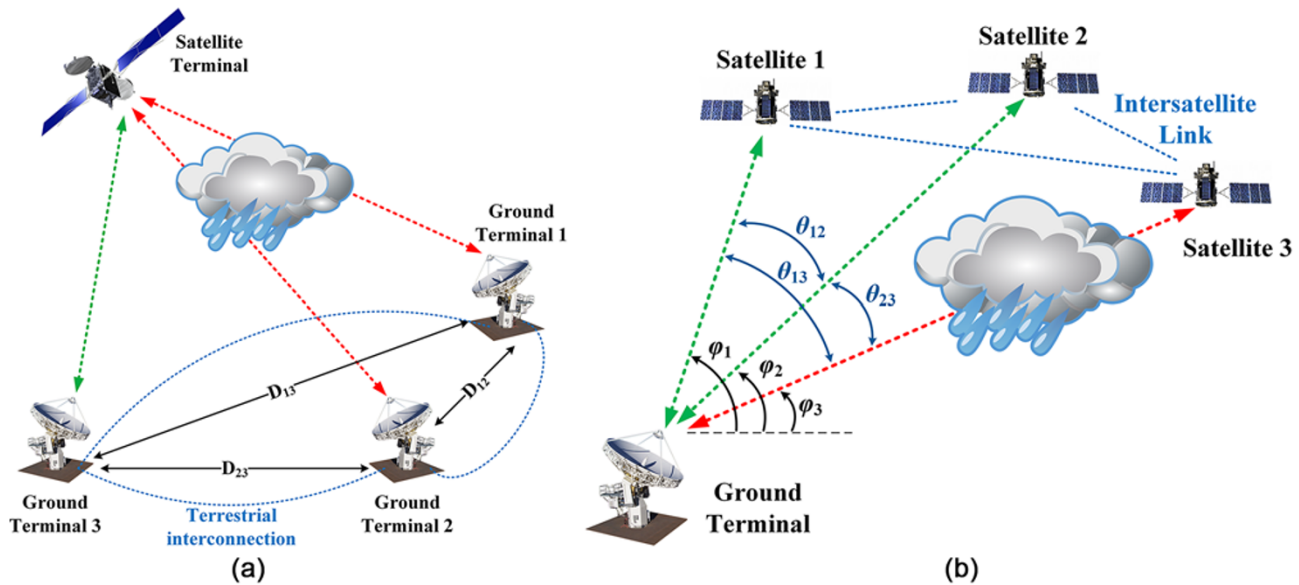 Satellite
Terminal
Ground
Terminal 1
D₁₃
D₁₂
D₂₃
Ground
Terminal 3
Terrestrial
interconnection
Ground
Terminal 2
(a)
Satellite 1
Satellite 2
Intersatellite
Link
Satellite 3
θ₁₂
θ₁₃
θ₂₃
φ₁
φ₂
φ₃
Ground
Terminal
(b)